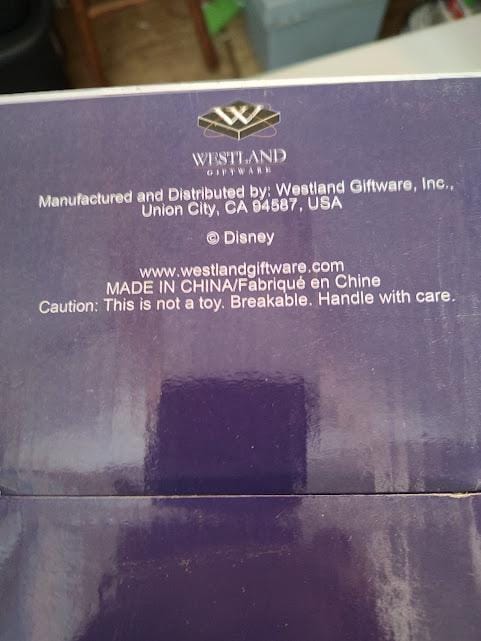 W
WESTLAND
GIFTWARE
Manufactured and Distributed by: Westland Giftware, Inc.,
Union City, CA 94587, USA
© Disney
www.westlandgiftware.com
MADE IN CHINA/Fabriqué en Chine
Caution: This is not a toy. Breakable. Handle with care.